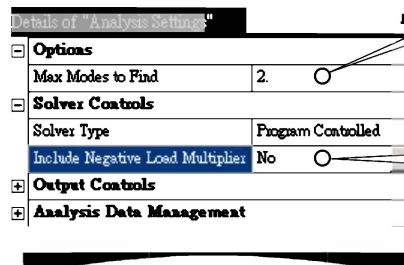 Details of "Analysis Settings"
Options
Max Modes to Find 2.
Solver Controls
Solver Type Program Controlled
Include Negative Load Multiplier No
Output Controls
Analysis Data Management